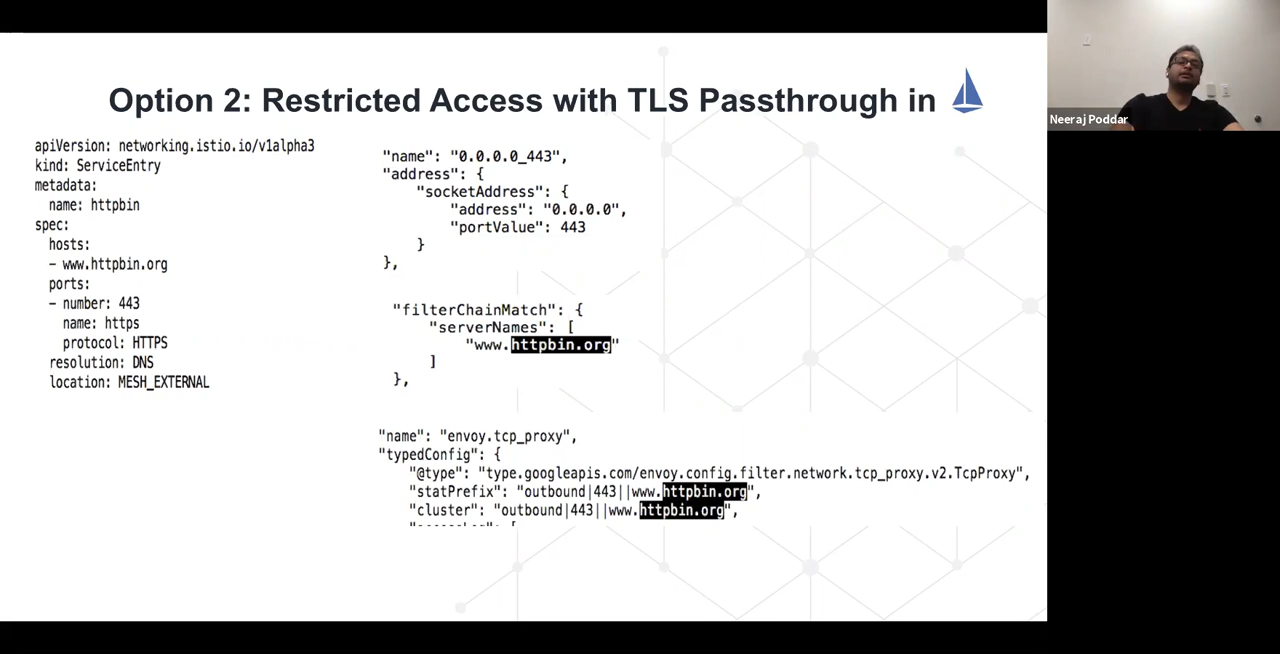 Option 2: Restricted Access with TLS Passthrough in
Neeraj Poddar
apiVersion: networking.istio.io/v1alpha3
kind: ServiceEntry
metadata:
  name: httpbin
spec:
  hosts:
  - www.httpbin.org
  ports:
  - number: 443
    name: https
    protocol: HTTPS
  resolution: DNS
  location: MESH_EXTERNAL
"name": "0.0.0.0_443",
"address": {
    "socketAddress": {
        "address": "0.0.0.0",
        "portValue": 443
    }
},
"filterChainMatch": {
    "serverNames": [
        "www.httpbin.org"
    ]
},
"name": "envoy.tcp_proxy",
"typedConfig": {
    "@type": "type.googleapis.com/envoy.config.filter.network.tcp_proxy.v2.TcpProxy",
    "statPrefix": "outbound|443||www.httpbin.org",
    "cluster": "outbound|443||www.httpbin.org",